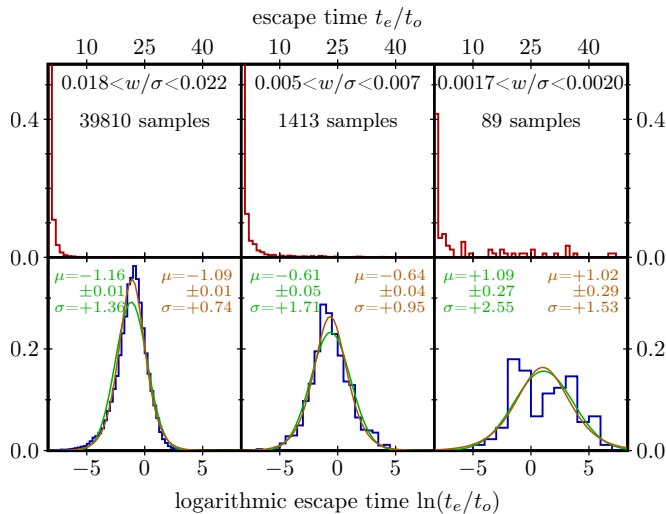 escape time t_e/t_o
10 25 40 10 25 40 10 25 40
0.018<w/σ<0.022 0.005<w/σ<0.007 0.0017<w/σ<0.0020
39810 samples 1413 samples 89 samples
0.4 0.4
0.0 0.0
μ=−1.16 μ=−1.09 μ=−0.61 μ=−0.64 μ=+1.09 μ=+1.02
±0.01 ±0.01 ±0.05 ±0.04 ±0.27 ±0.29
σ=+1.36 σ=+0.74 σ=+1.71 σ=+0.95 σ=+2.55 σ=+1.53
0.2 0.2
0.0 0.0
−5 0 5 −5 0 5 −5 0 5
logarithmic escape time ln(t_e/t_o)